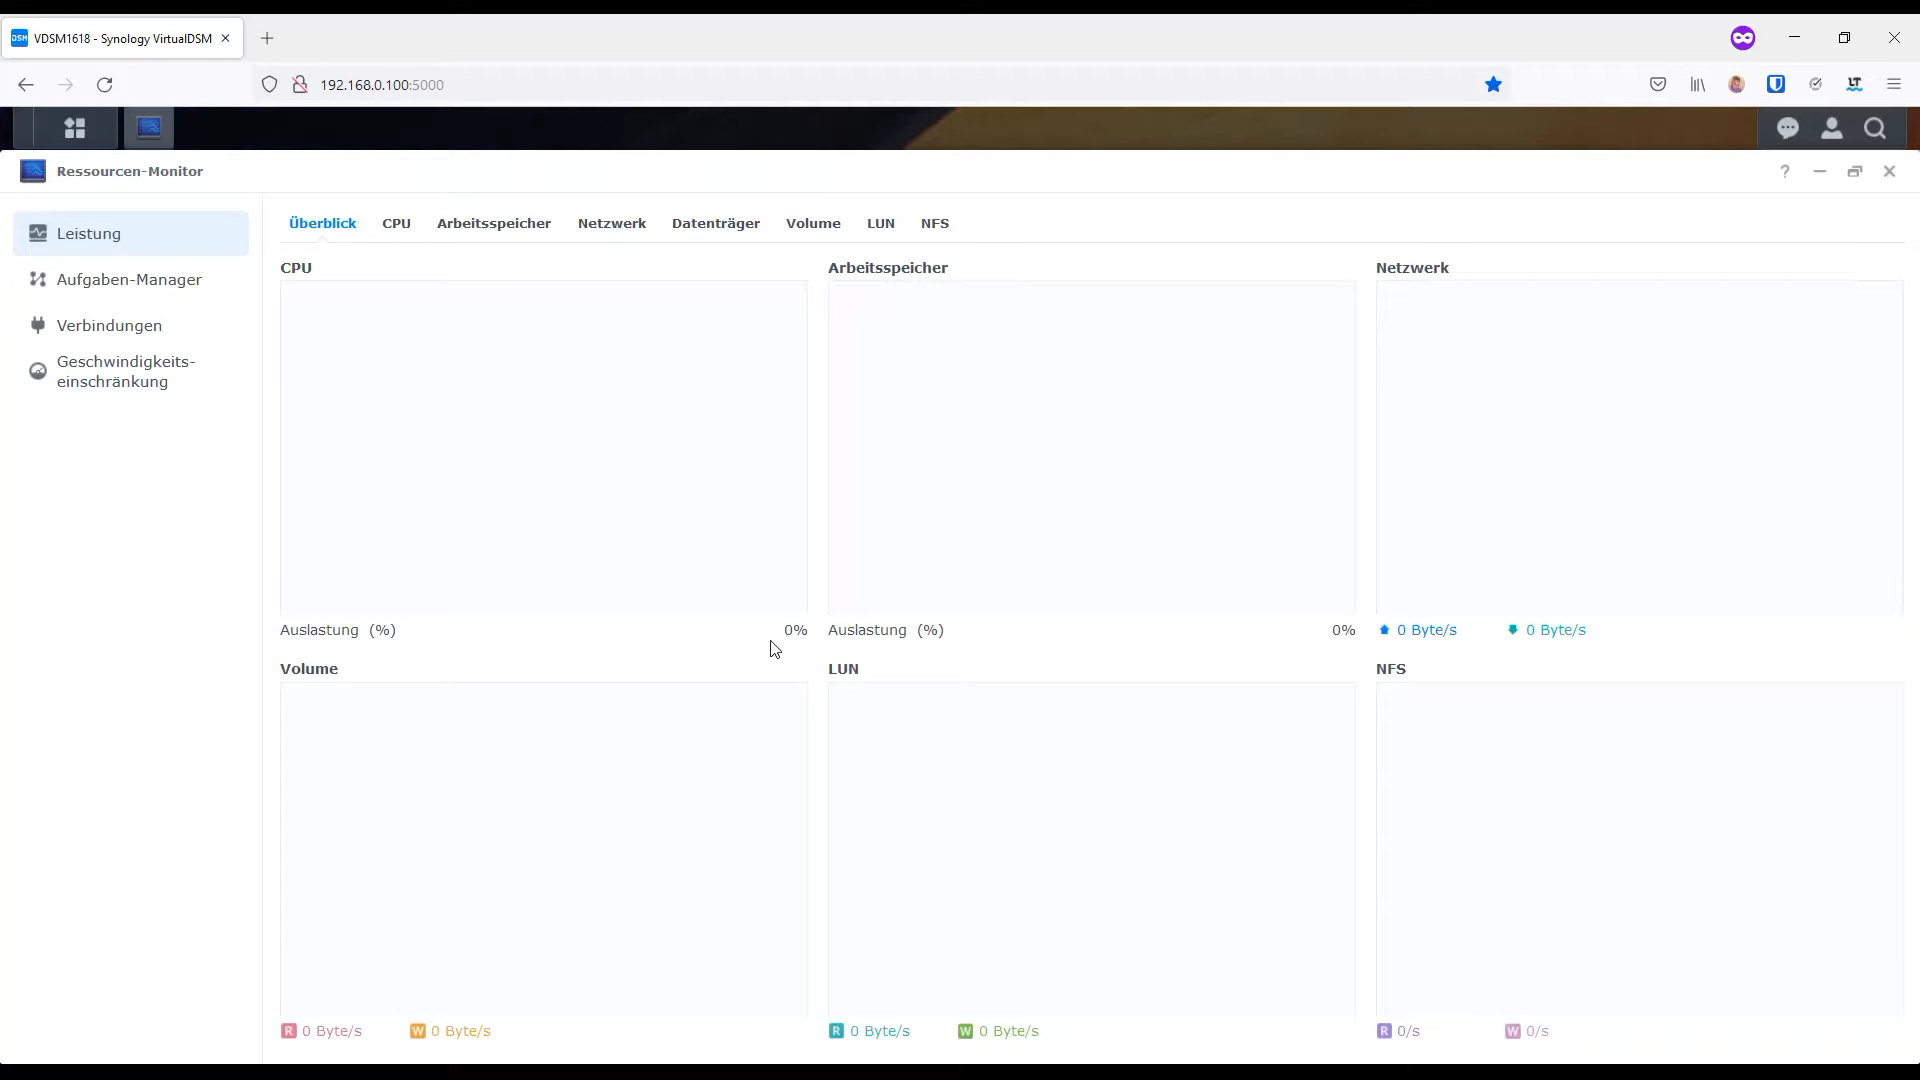 VDSM1618 - Synology VirtualDSM
192.168.0.100:5000
Ressourcen-Monitor
Leistung
Aufgaben-Manager
Verbindungen
Geschwindigkeits-
einschränkung
Überblick CPU Arbeitsspeicher Netzwerk Datenträger Volume LUN NFS
CPU
Auslastung (%) 0%
Arbeitsspeicher
Auslastung (%) 0%
Netzwerk
0 Byte/s 0 Byte/s
Volume
R 0 Byte/s W 0 Byte/s
LUN
R 0 Byte/s W 0 Byte/s
NFS
R 0/s W 0/s